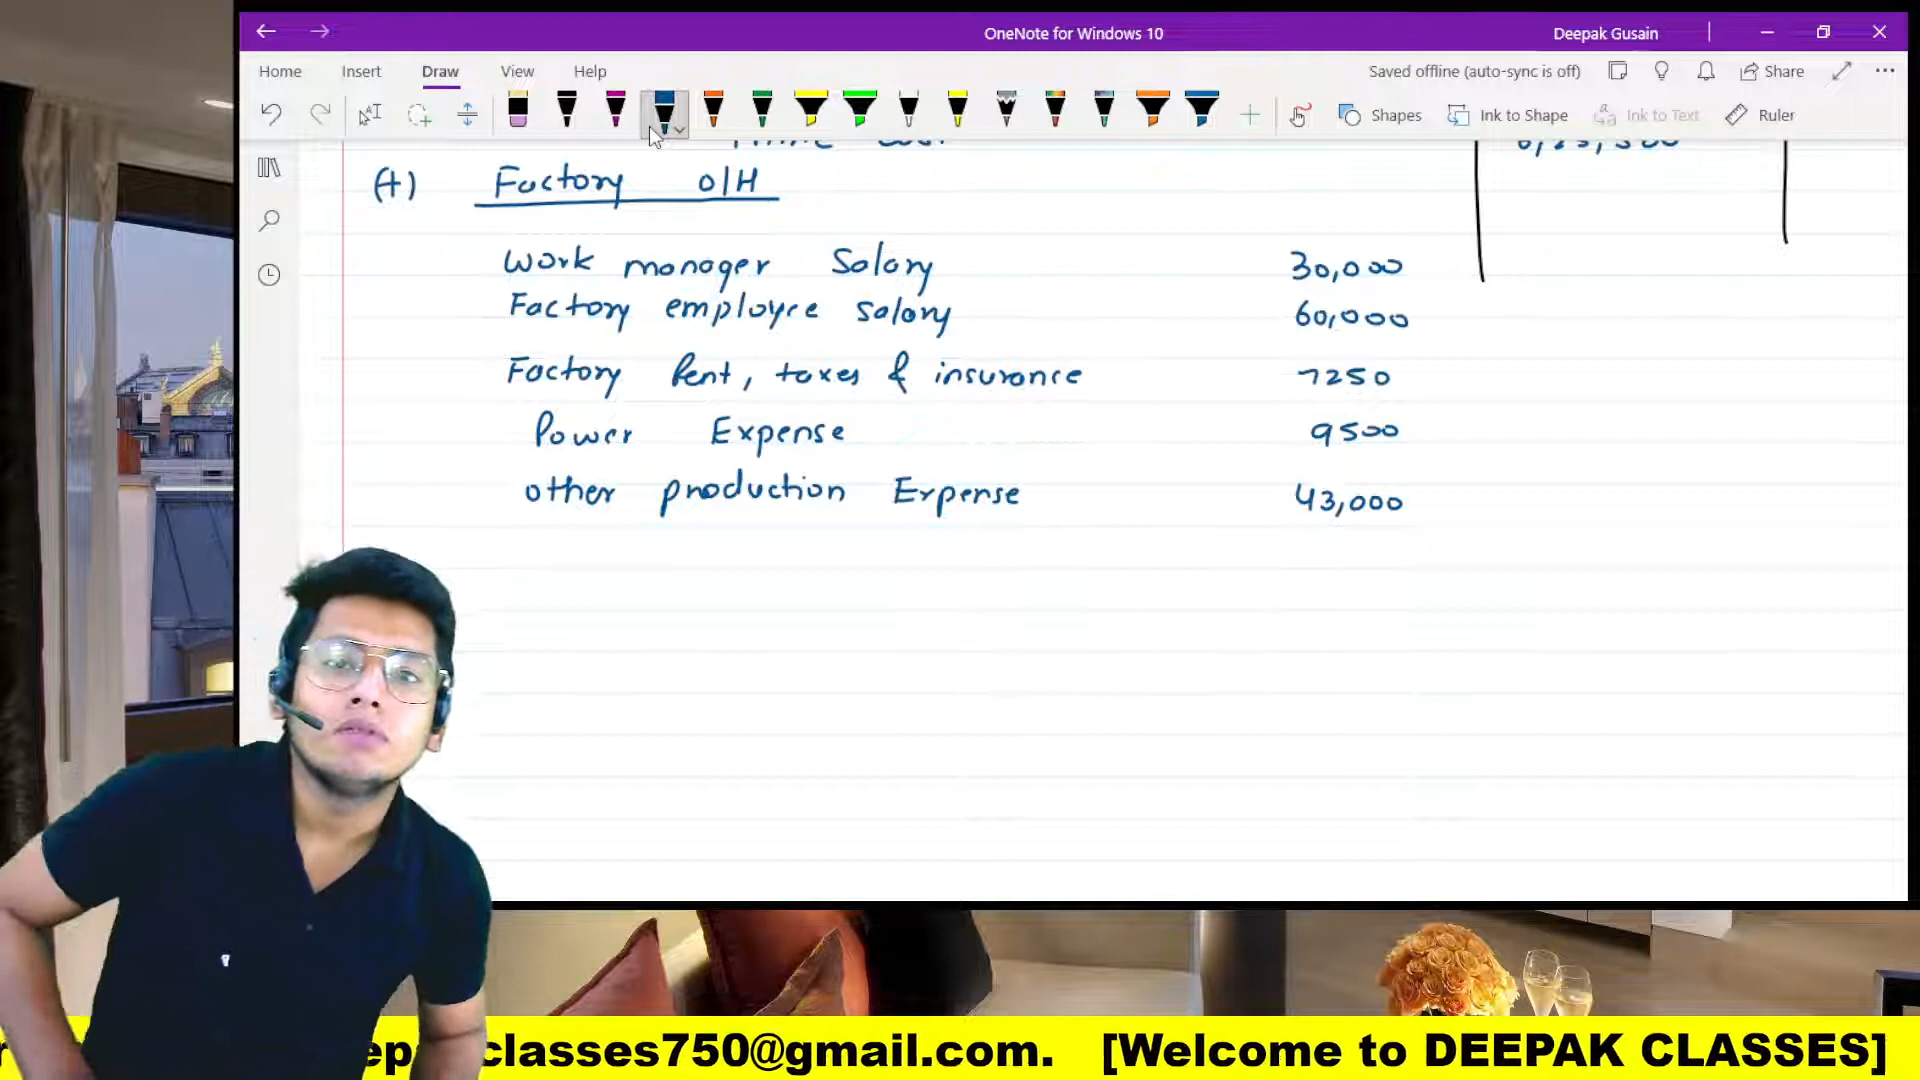 OneNote for Windows 10
Deepak Gusain
Home Insert Draw View Help
Saved offline (auto-sync is off)
Share
Shapes
Ink to Shape
Ink to Text
Ruler
(+) Factory O/H
Work manager Salary 30,000
Factory employee salary 60,000
Factory Rent, taxes & insurance 7250
Power Expense 9500
other production Expense 43,000
classes750@gmail.com. [Welcome to DEEPAK CLASSES]